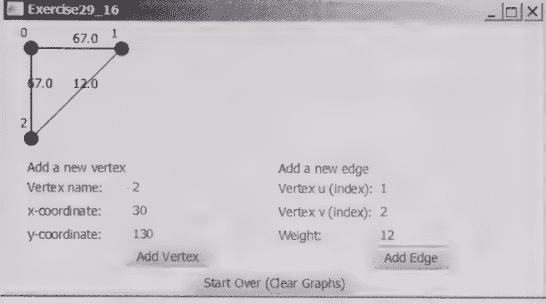 Exercise29_16
0 67.0 1
67.0 12.0
2
Add a new vertex
Vertex name: 2
x-coordinate: 30
y-coordinate: 130
Add Vertex
Add a new edge
Vertex u (index): 1
Vertex v (index): 2
Weight: 12
Add Edge
Start Over (Clear Graphs)